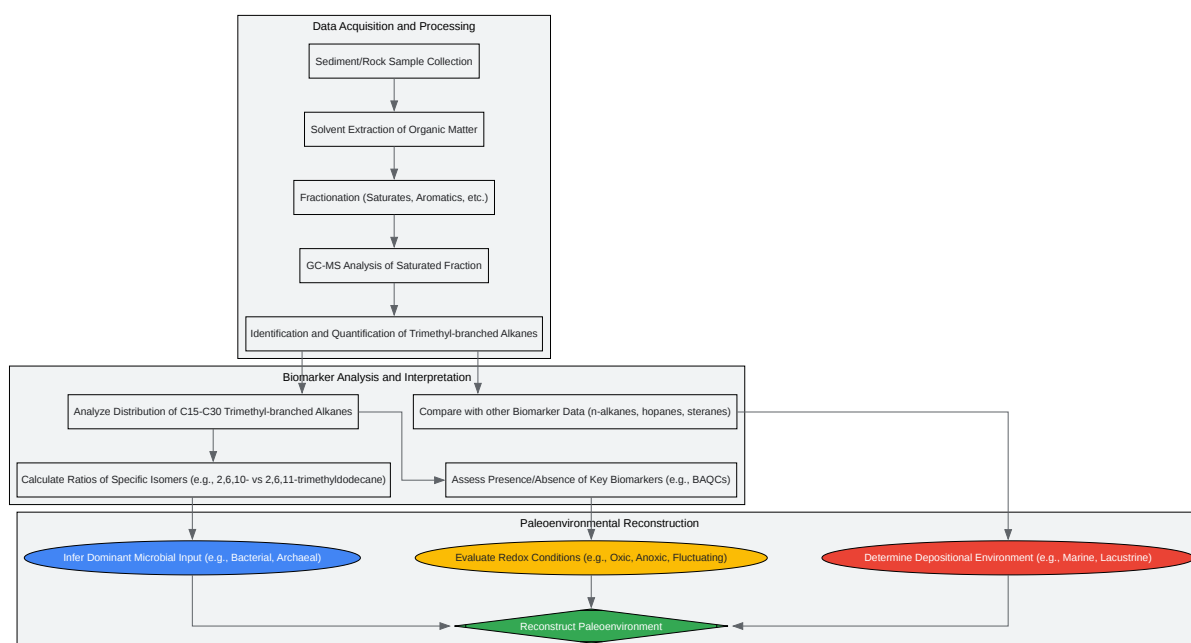 Data Acquisition and Processing
Sediment/Rock Sample Collection
Solvent Extraction of Organic Matter
Fractionation (Saturates, Aromatics, etc.)
GC-MS Analysis of Saturated Fraction
Identification and Quantification of Trimethyl-branched Alkanes
Biomarker Analysis and Interpretation
Analyze Distribution of C15-C30 Trimethyl-branched Alkanes
Compare with other Biomarker Data (n-alkanes, hopanes, steranes)
Calculate Ratios of Specific Isomers (e.g., 2,6,10- vs 2,6,11-trimethyldodecane)
Assess Presence/Absence of Key Biomarkers (e.g., BAQCs)
Paleoenvironmental Reconstruction
Infer Dominant Microbial Input (e.g., Bacterial, Archaeal)
Evaluate Redox Conditions (e.g., Oxic, Anoxic, Fluctuating)
Determine Depositional Environment (e.g., Marine, Lacustrine)
Reconstruct Paleoenvironment